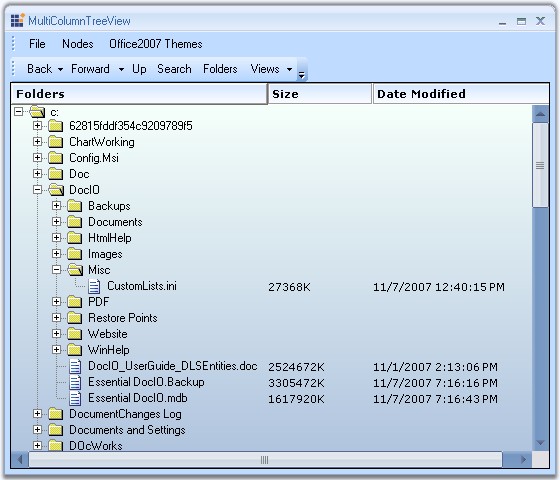 MultiColumnTreeView
File Nodes Office2007 Themes
Back Forward Up Search Folders Views
Folders Size Date Modified
c:
62815fddf354c9209789f5
ChartWorking
Config.Msi
Doc
DocIO
Backups
Documents
HtmlHelp
Images
Misc
CustomLists.ini 27368K 11/7/2007 12:40:15 PM
PDF
Restore Points
Website
WinHelp
DocIO_UserGuide_DLSEntities.doc 2524672K 11/1/2007 2:13:06 PM
Essential DocIO.Backup 3305472K 11/7/2007 7:16:16 PM
Essential DocIO.mdb 1617920K 11/7/2007 7:16:43 PM
DocumentChanges Log
Documents and Settings
DOcWorks